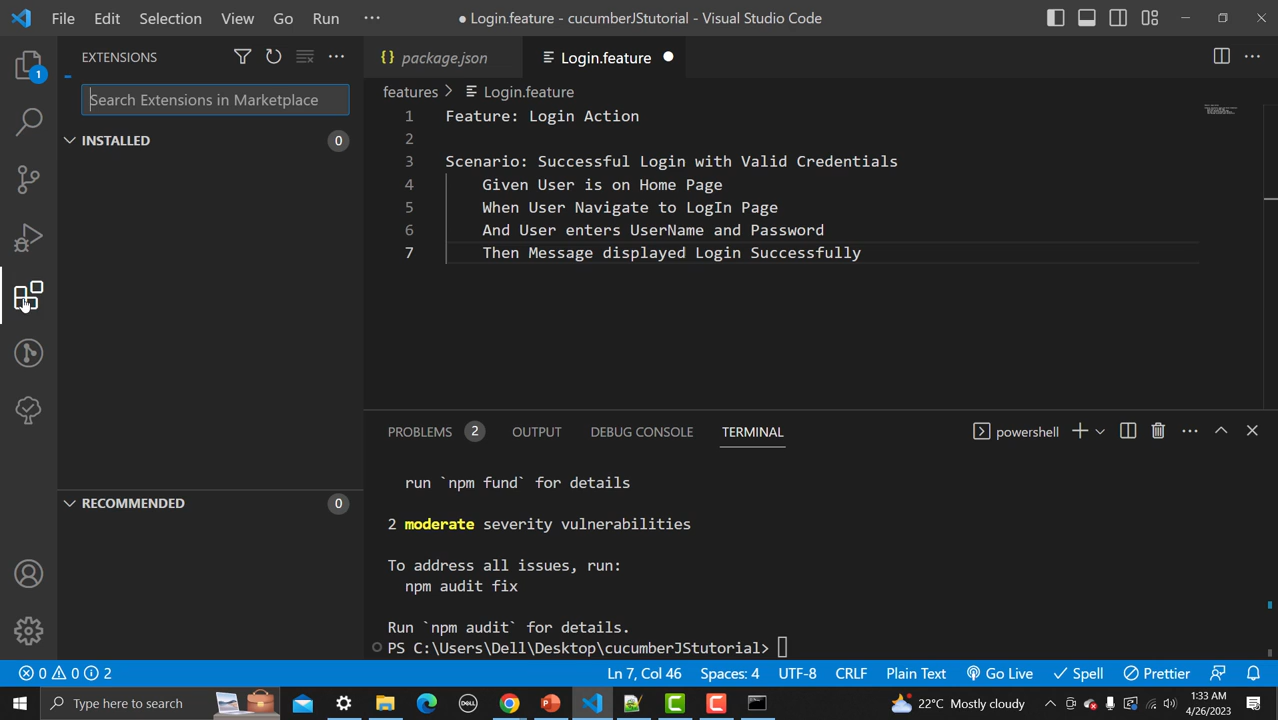 File Edit Selection View Go Run ··· ● Login.feature - cucumberJStutorial - Visual Studio Code
EXTENSIONS
Search Extensions in Marketplace
INSTALLED 0
RECOMMENDED 0
1
{} package.json Login.feature
features > Login.feature
1 Feature: Login Action
2
3 Scenario: Successful Login with Valid Credentials
4 Given User is on Home Page
5 When User Navigate to LogIn Page
6 And User enters UserName and Password
7 Then Message displayed Login Successfully
PROBLEMS 2 OUTPUT DEBUG CONSOLE TERMINAL powershell
run `npm fund` for details
2 moderate severity vulnerabilities
To address all issues, run:
npm audit fix
Run `npm audit` for details.
PS C:\Users\Dell\Desktop\cucumberJStutorial>
0 0 2 Ln 7, Col 46 Spaces: 4 UTF-8 CRLF Plain Text Go Live Spell Prettier
Type here to search DELL 22°C Mostly cloudy 1:33 AM
4/26/2023